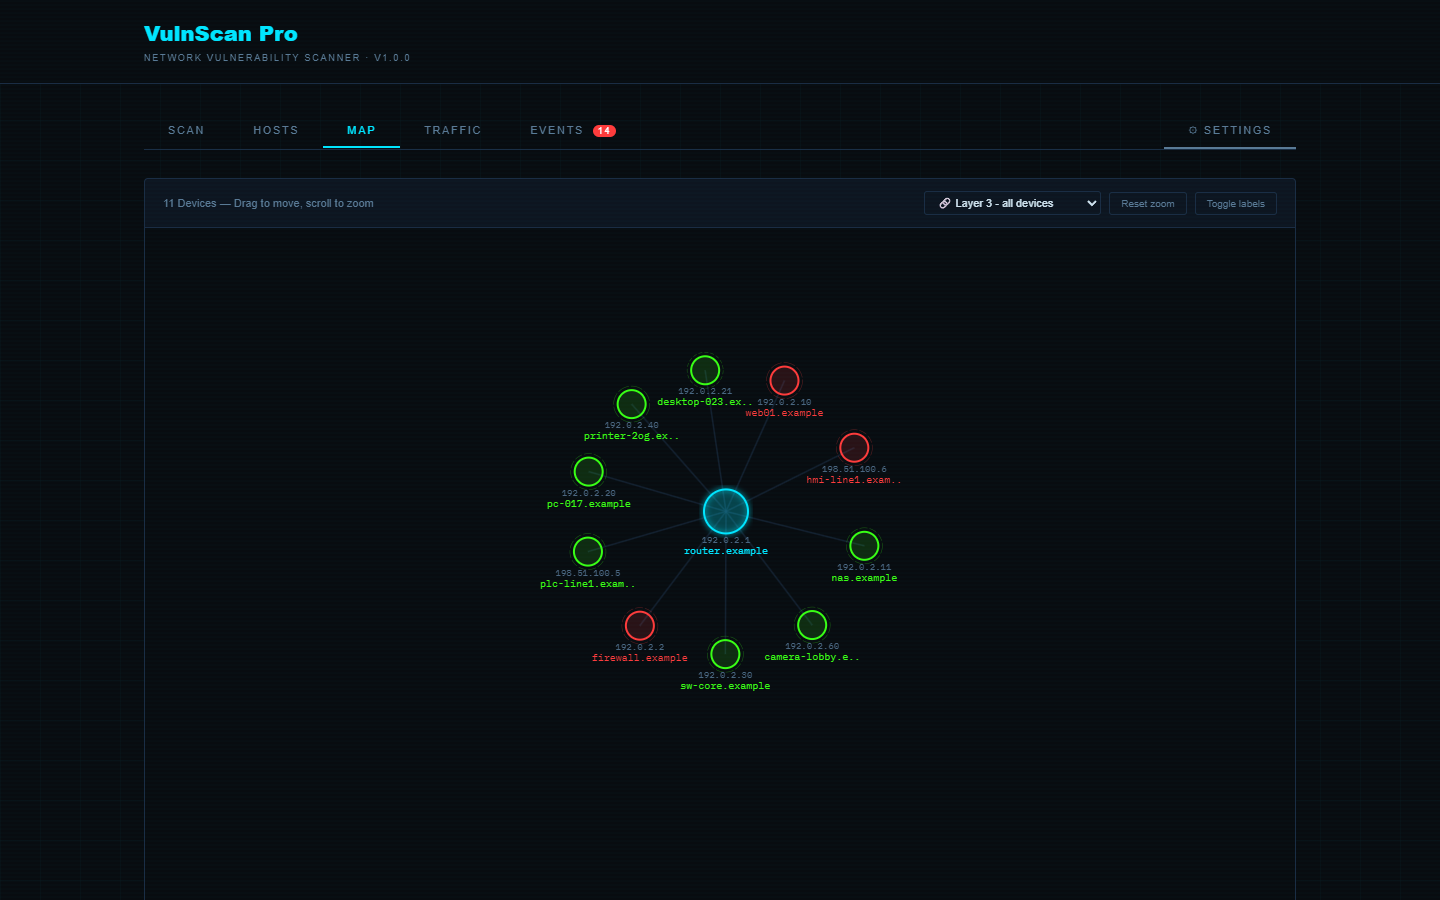 VulnScan Pro
NETWORK VULNERABILITY SCANNER · V1.0.0
SCAN
HOSTS
MAP
TRAFFIC
EVENTS 14
⚙ SETTINGS
11 Devices — Drag to move, scroll to zoom
🔗 Layer 3 - all devices
Reset zoom
Toggle labels
192.0.2.21
desktop-023.ex..
192.0.2.10
web01.example
192.0.2.40
printer-2og.ex..
198.51.100.6
hmi-line1.exam..
192.0.2.20
pc-017.example
192.0.2.1
router.example
192.0.2.11
nas.example
198.51.100.5
plc-line1.exam..
192.0.2.2
firewall.example
192.0.2.60
camera-lobby.e..
192.0.2.30
sw-core.example